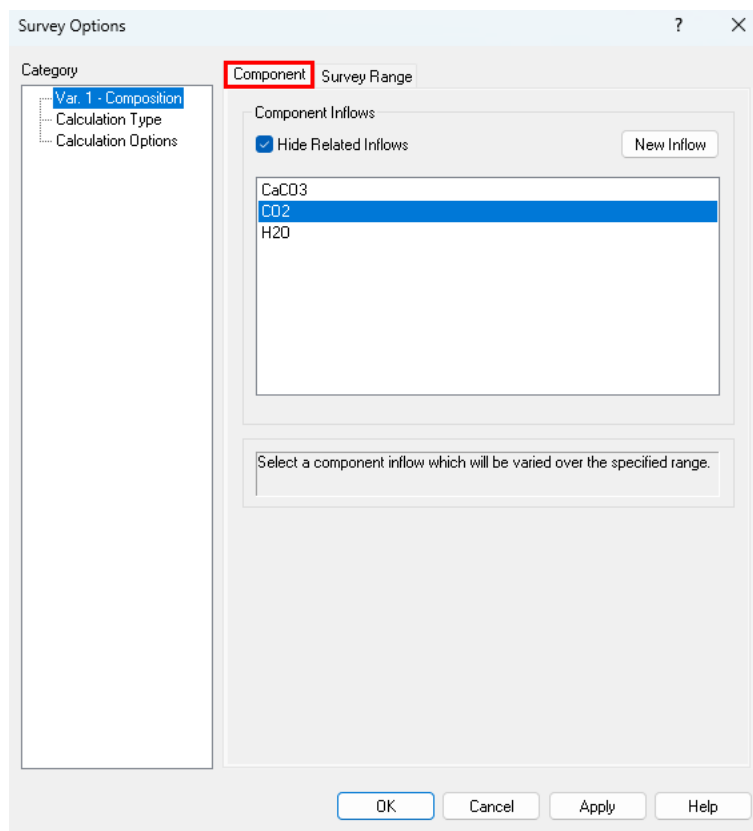 Survey Options
?
Category
Var. 1 - Composition
Calculation Type
Calculation Options
Component
Survey Range
Component Inflows
Hide Related Inflows
New Inflow
CaCO3
CO2
H2O
Select a component inflow which will be varied over the specified range.
OK
Cancel
Apply
Help